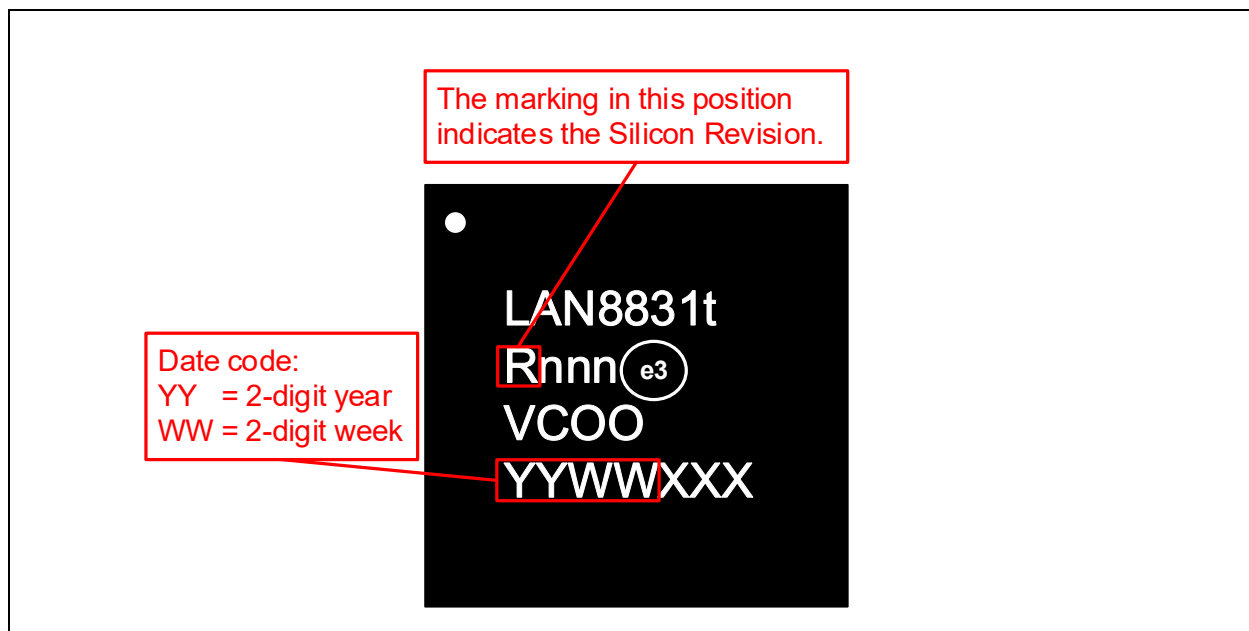 The marking in this position
indicates the Silicon Revision.
LAN8831t
Rnnn e3
VCOO
YYWWXXX
Date code:
YY = 2-digit year
WW = 2-digit week